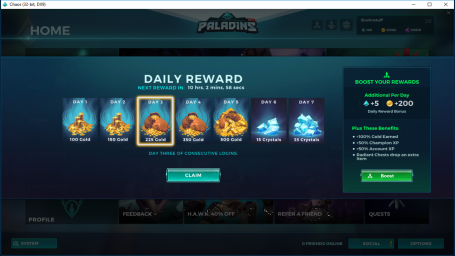 Chaos (32-bit, DX9)
HOME
PALADINS
DAILY REWARD
NEXT REWARD IN: 10 hrs. 2 mins. 58 secs
DAY 1
100 Gold
DAY 2
150 Gold
DAY 3
225 Gold
DAY 4
350 Gold
DAY 5
500 Gold
DAY 6
15 Crystals
DAY 7
35 Crystals
DAY THREE OF CONSECUTIVE LOGINS.
CLAIM
BOOST YOUR REWARDS
Additional Per Day
+5 +200
Daily Reward Bonus
Plus These Benefits:
+100% Gold Earned
+50% Champion XP
+50% Account XP
Radiant Chests drop an extra item
Boost
PROFILE
FEEDBACK
H.A.W.K. 40% OFF
REFER A FRIEND
QUESTS
SYSTEM
0 FRIENDS ONLINE
SOCIAL
OPTIONS